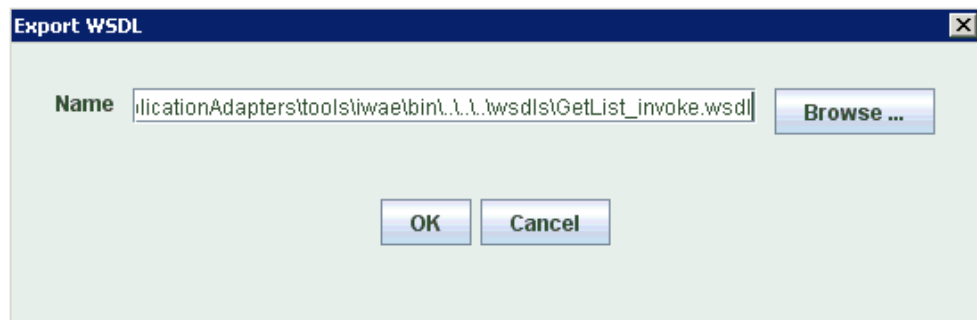 Export WSDL
Name licationAdapters\tools\iwae\bin\..\..\..\wsdls\GetList_invoke.wsdl Browse ...
OK Cancel